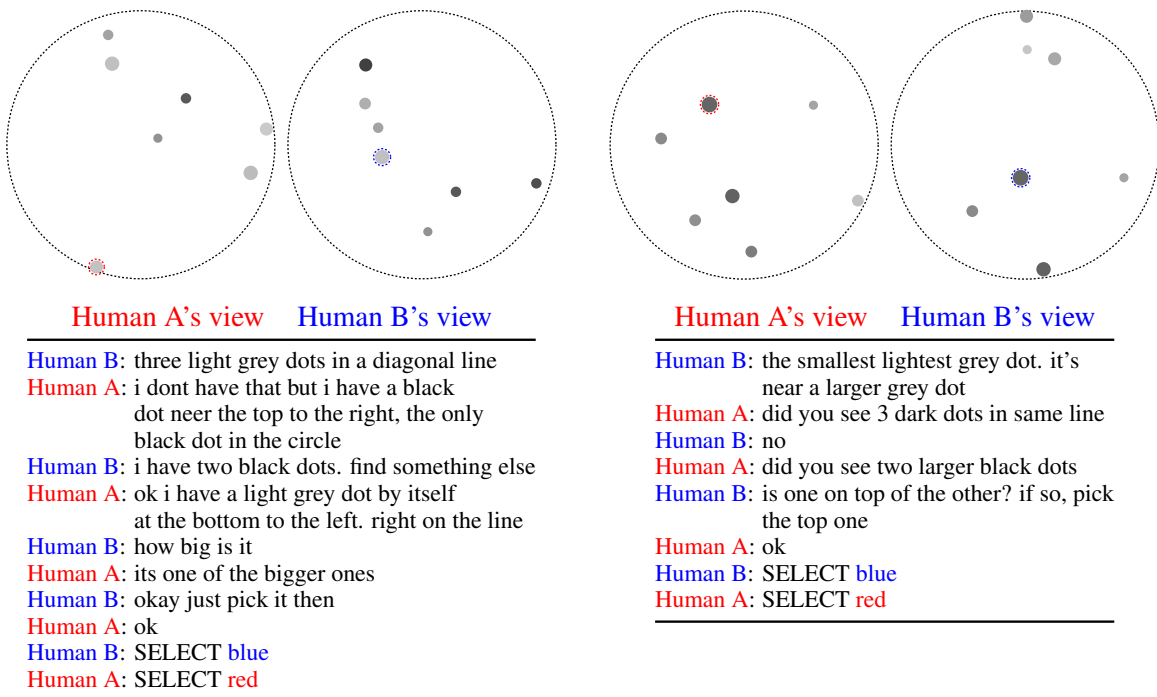 Human A's view
Human B's view
Human B: three light grey dots in a diagonal line
Human A: i dont have that but i have a black
dot neer the top to the right, the only
black dot in the circle
Human B: i have two black dots. find something else
Human A: ok i have a light grey dot by itself
at the bottom to the left. right on the line
Human B: how big is it
Human A: its one of the bigger ones
Human B: okay just pick it then
Human A: ok
Human B: SELECT blue
Human A: SELECT red
Human A's view
Human B's view
Human B: the smallest lightest grey dot. it's
near a larger grey dot
Human A: did you see 3 dark dots in same line
Human B: no
Human A: did you see two larger black dots
Human B: is one on top of the other? if so, pick
the top one
Human A: ok
Human B: SELECT blue
Human A: SELECT red